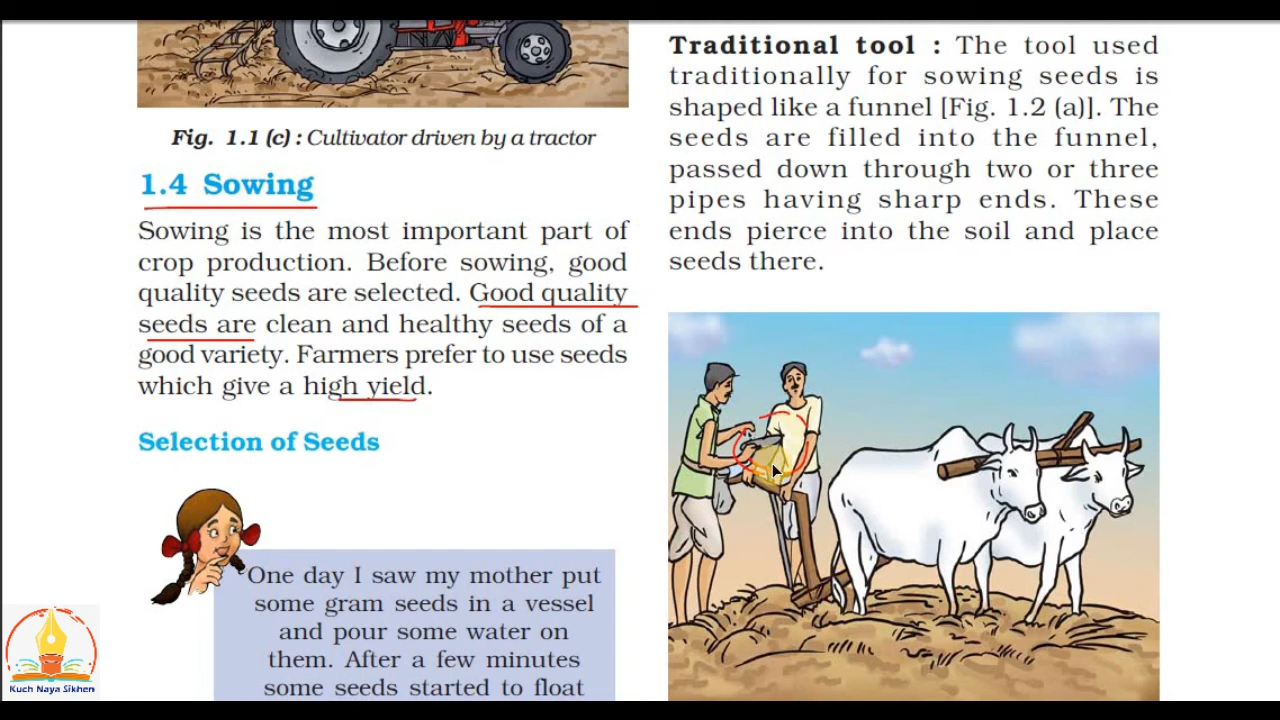 Fig. 1.1 (c) : Cultivator driven by a tractor
1.4 Sowing
Sowing is the most important part of
crop production. Before sowing, good
quality seeds are selected. Good quality
seeds are clean and healthy seeds of a
good variety. Farmers prefer to use seeds
which give a high yield.
Selection of Seeds
One day I saw my mother put
some gram seeds in a vessel
and pour some water on
them. After a few minutes
some seeds started to float
Kuch Naya Sikhen
Traditional tool : The tool used
traditionally for sowing seeds is
shaped like a funnel [Fig. 1.2 (a)]. The
seeds are filled into the funnel,
passed down through two or three
pipes having sharp ends. These
ends pierce into the soil and place
seeds there.